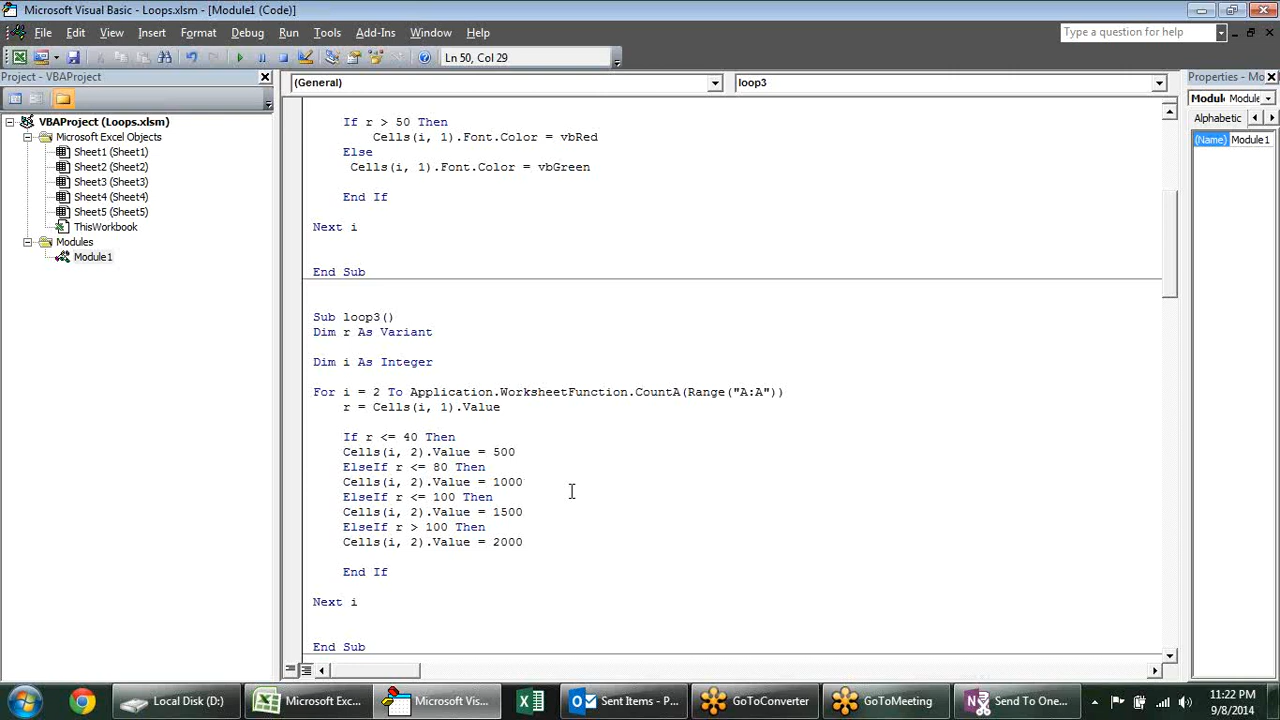 Microsoft Visual Basic - Loops.xlsm - [Module1 (Code)]
File Edit View Insert Format Debug Run Tools Add-Ins Window Help
Type a question for help
Ln 50, Col 29
Project - VBAProject
VBAProject (Loops.xlsm)
Microsoft Excel Objects
Sheet1 (Sheet1)
Sheet2 (Sheet2)
Sheet3 (Sheet3)
Sheet4 (Sheet4)
Sheet5 (Sheet5)
ThisWorkbook
Modules
Module1
(General)
loop3
If r > 50 Then
Cells(i, 1).Font.Color = vbRed
Else
Cells(i, 1).Font.Color = vbGreen
End If
Next i
End Sub
Sub loop3()
Dim r As Variant
Dim i As Integer
For i = 2 To Application.WorksheetFunction.CountA(Range("A:A"))
r = Cells(i, 1).Value
If r <= 40 Then
Cells(i, 2).Value = 500
ElseIf r <= 80 Then
Cells(i, 2).Value = 1000
ElseIf r <= 100 Then
Cells(i, 2).Value = 1500
ElseIf r > 100 Then
Cells(i, 2).Value = 2000
End If
Next i
End Sub
Properties - Mo
Modul Module
Alphabetic
(Name) Module1
Local Disk (D:)
Microsoft Exc...
Microsoft Vis...
Sent Items - P...
GoToConverter
GoToMeeting
Send To One...
11:22 PM
9/8/2014